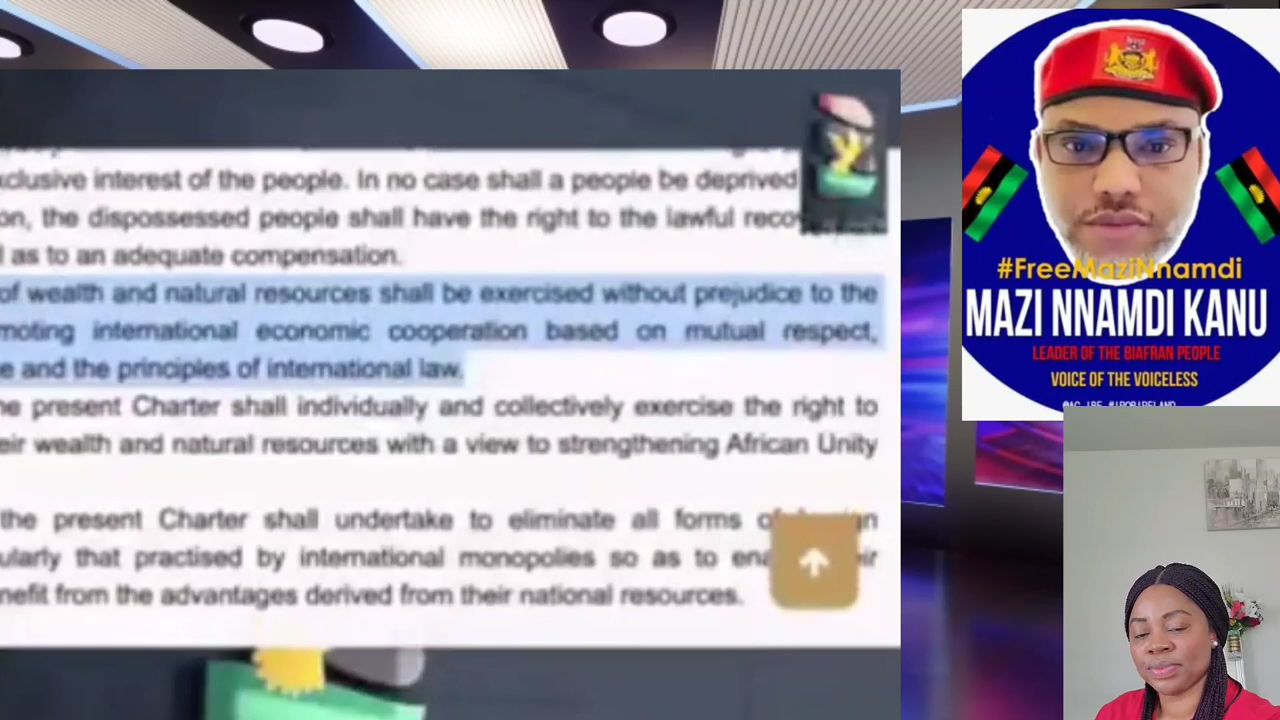 xclusive interest of the people. In no case shall a people be deprived
on, the dispossessed people shall have the right to the lawful reco
l as to an adequate compensation.
of wealth and natural resources shall be exercised without prejudice to the
moting international economic cooperation based on mutual respect,
e and the principles of international law.
he present Charter shall individually and collectively exercise the right to
eir wealth and natural resources with a view to strengthening African Unity
the present Charter shall undertake to eliminate all forms of
ularly that practised by international monopolies so as to ena eir
nefit from the advantages derived from their national resources.
#FreeMaziNnamdi
MAZI NNAMDI KANU
LEADER OF THE BIAFRAN PEOPLE
VOICE OF THE VOICELESS